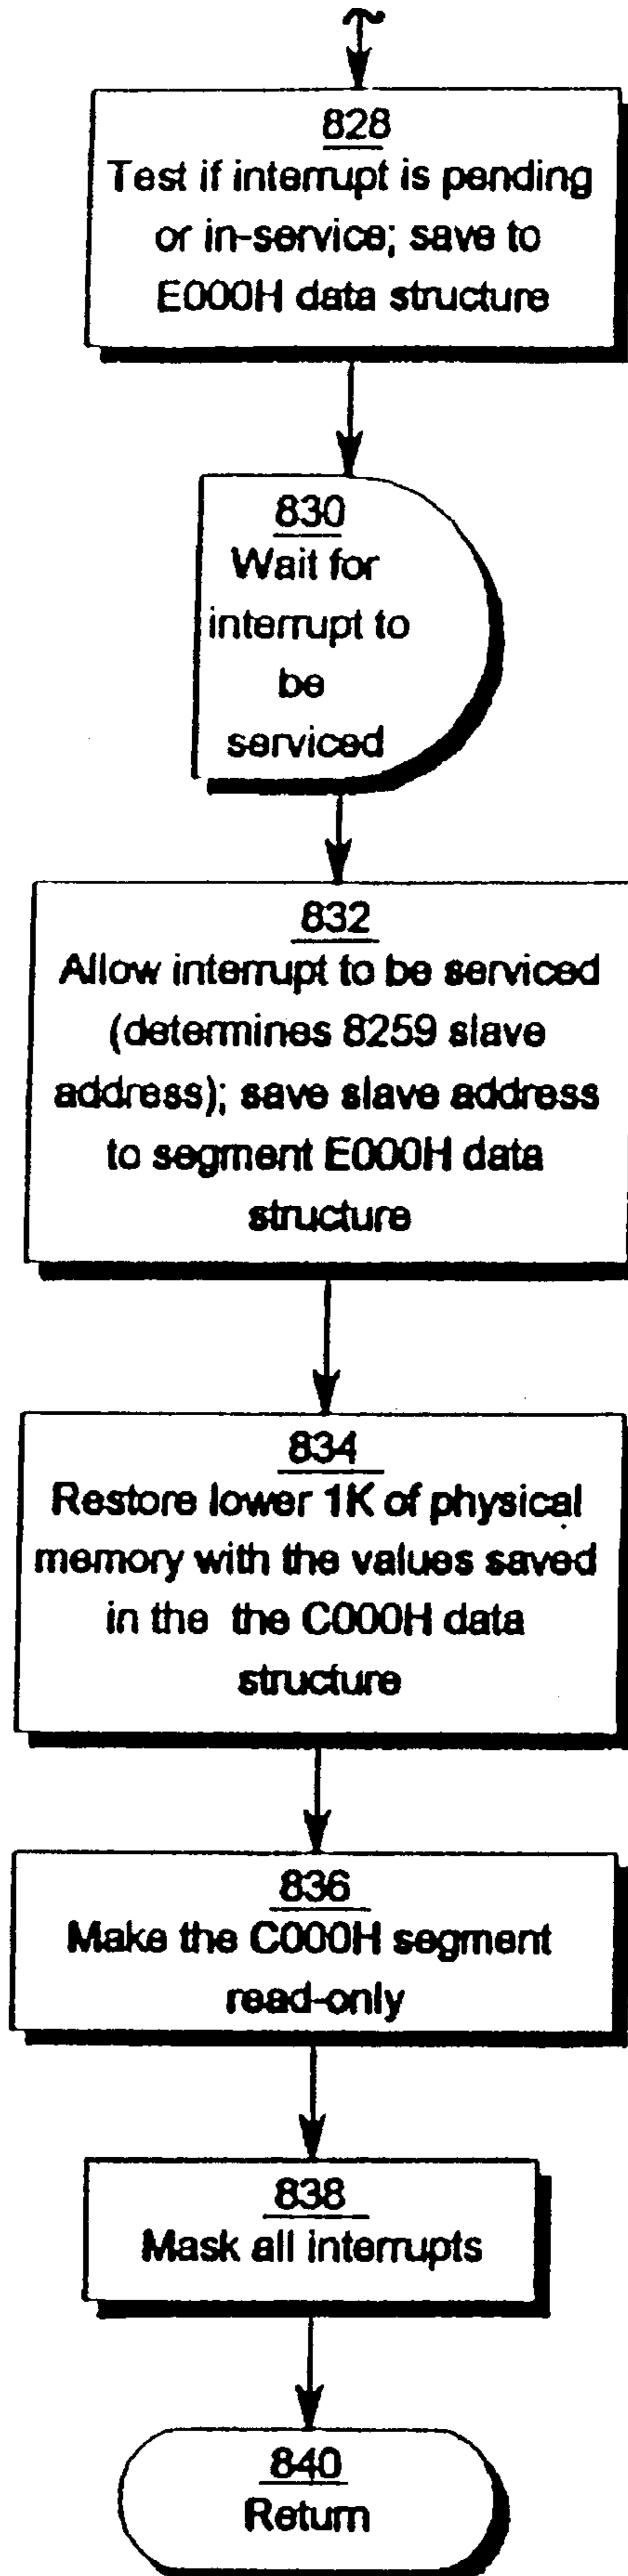 828
Test if interrupt is pending
or in-service; save to
E000H data structure
830
Wait for
interrupt to
be
serviced
832
Allow interrupt to be serviced
(determines 8259 slave
address); save slave address
to segment E000H data
structure
834
Restore lower 1K of physical
memory with the values saved
in the the C000H data
structure
836
Make the C000H segment
read-only
838
Mask all interrupts
840
Return